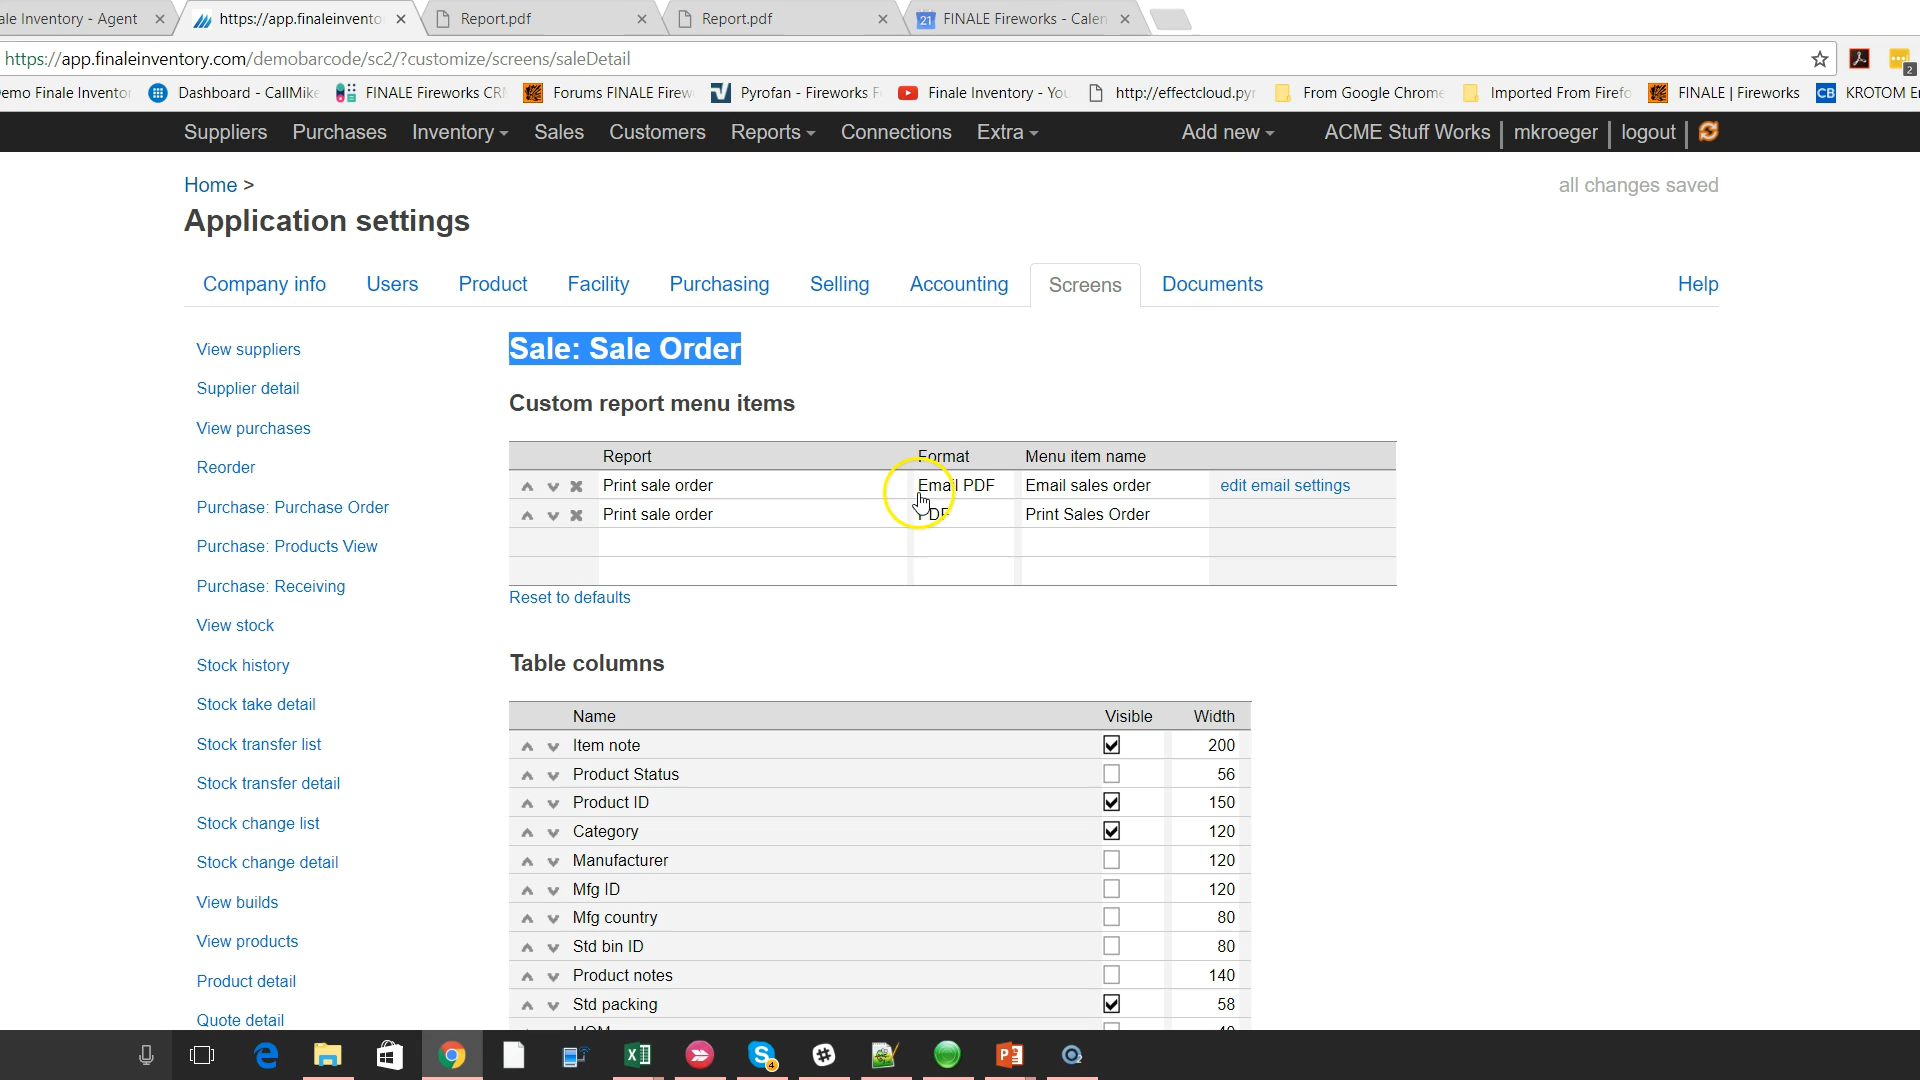 ale Inventory - Agent
https://app.finaleinvento
Report.pdf
Report.pdf
21 FINALE Fireworks - Calen
https://app.finaleinventory.com/demobarcode/sc2/?customize/screens/saleDetail
2
emo Finale Inventor
Dashboard - CallMike
FINALE Fireworks CR
Forums FINALE Firew
Pyrofan - Fireworks F
Finale Inventory - You
http://effectcloud.pyr
From Google Chrome
Imported From Firefo
FINALE | Fireworks
CB KROTOM E
Suppliers Purchases Inventory Sales Customers Reports Connections Extra Add new ACME Stuff Works mkroeger logout
Home >
all changes saved
Application settings
Company info Users Product Facility Purchasing Selling Accounting Screens Documents Help
View suppliers
Supplier detail
View purchases
Reorder
Purchase: Purchase Order
Purchase: Products View
Purchase: Receiving
View stock
Stock history
Stock take detail
Stock transfer list
Stock transfer detail
Stock change list
Stock change detail
View builds
View products
Product detail
Quote detail
Sale: Sale Order
Custom report menu items
Report Format Menu item name
Print sale order Email PDF Email sales order edit email settings
Print sale order PDF Print Sales Order
Reset to defaults
Table columns
Name Visible Width
Item note 200
Product Status 56
Product ID 150
Category 120
Manufacturer 120
Mfg ID 120
Mfg country 80
Std bin ID 80
Product notes 140
Std packing 58
4